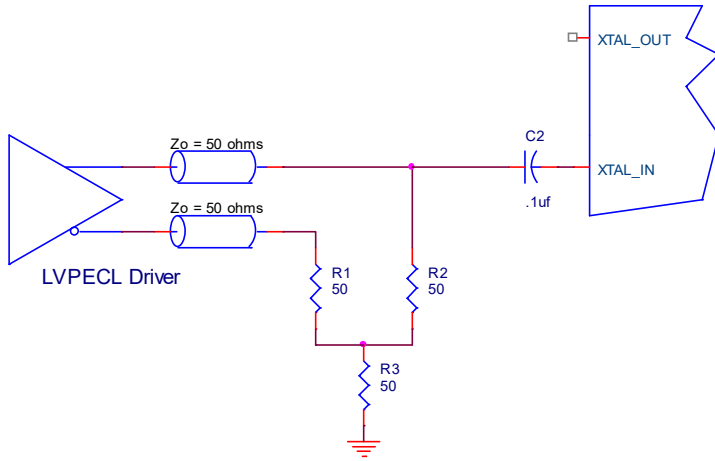 XTAL_OUT
C2
Zo = 50 ohms
XTAL_IN
.1uf
Zo = 50 ohms
LVPECL Driver
R1
50
R2
50
R3
50